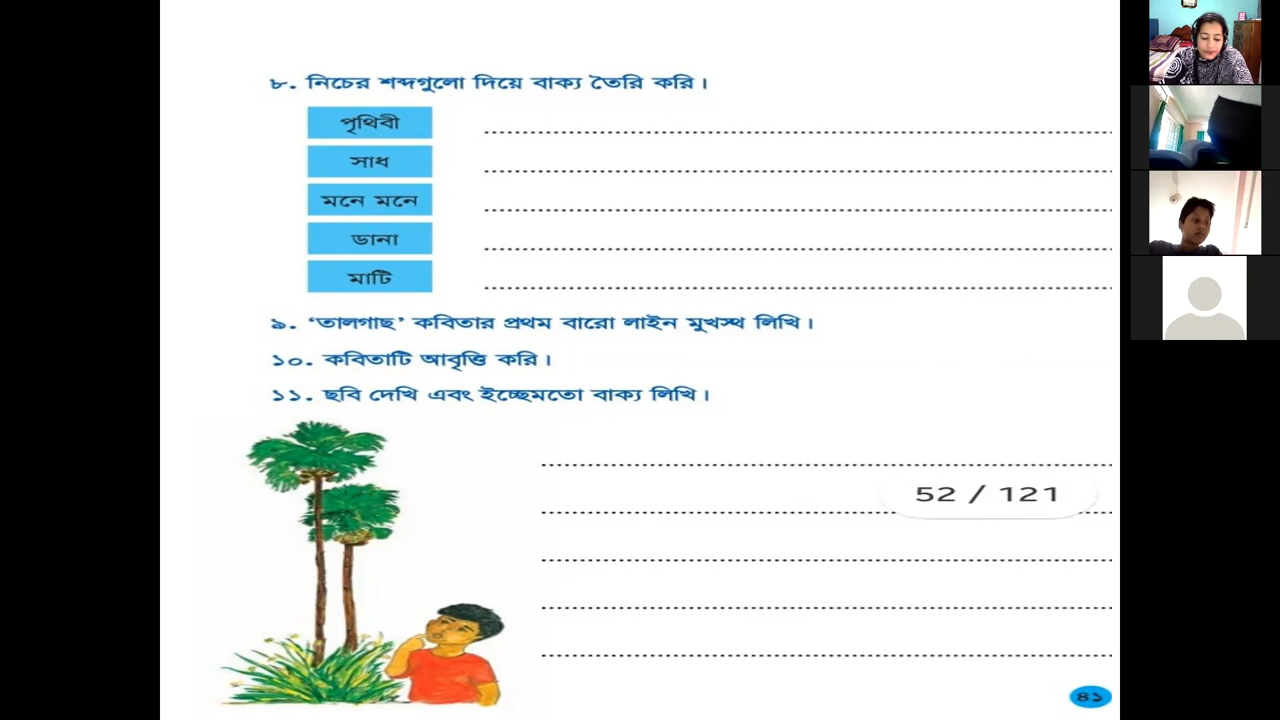 ৮. নিচের শব্দগুলো দিয়ে বাক্য তৈরি করি।
পৃথিবী
সাধ
মনে মনে
ডানা
মাটি
৯. ‘তালগাছ’ কবিতার প্রথম বারো লাইন মুখস্থ লিখি।
১০. কবিতাটি আবৃত্তি করি।
১১. ছবি দেখি এবং ইচ্ছেমতো বাক্য লিখি।
52 / 121
৪১